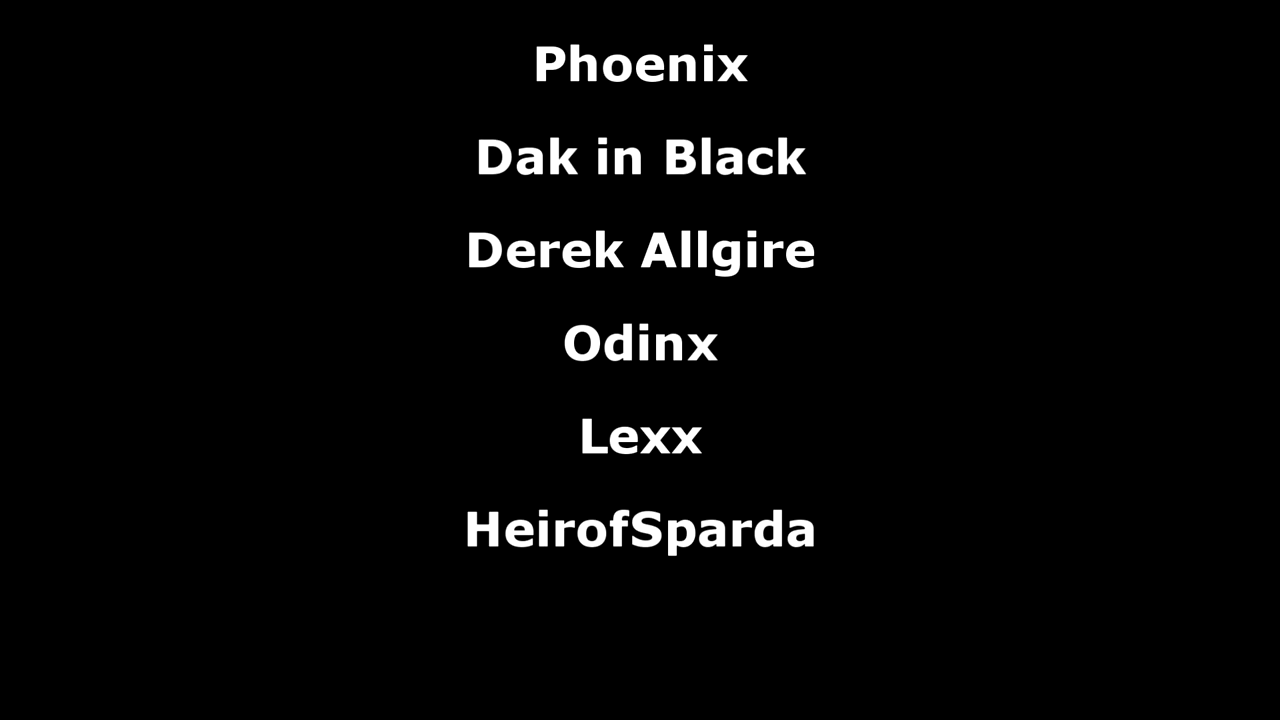 Phoenix
Dak in Black
Derek Allgire
Odinx
Lexx
HeirofSparda